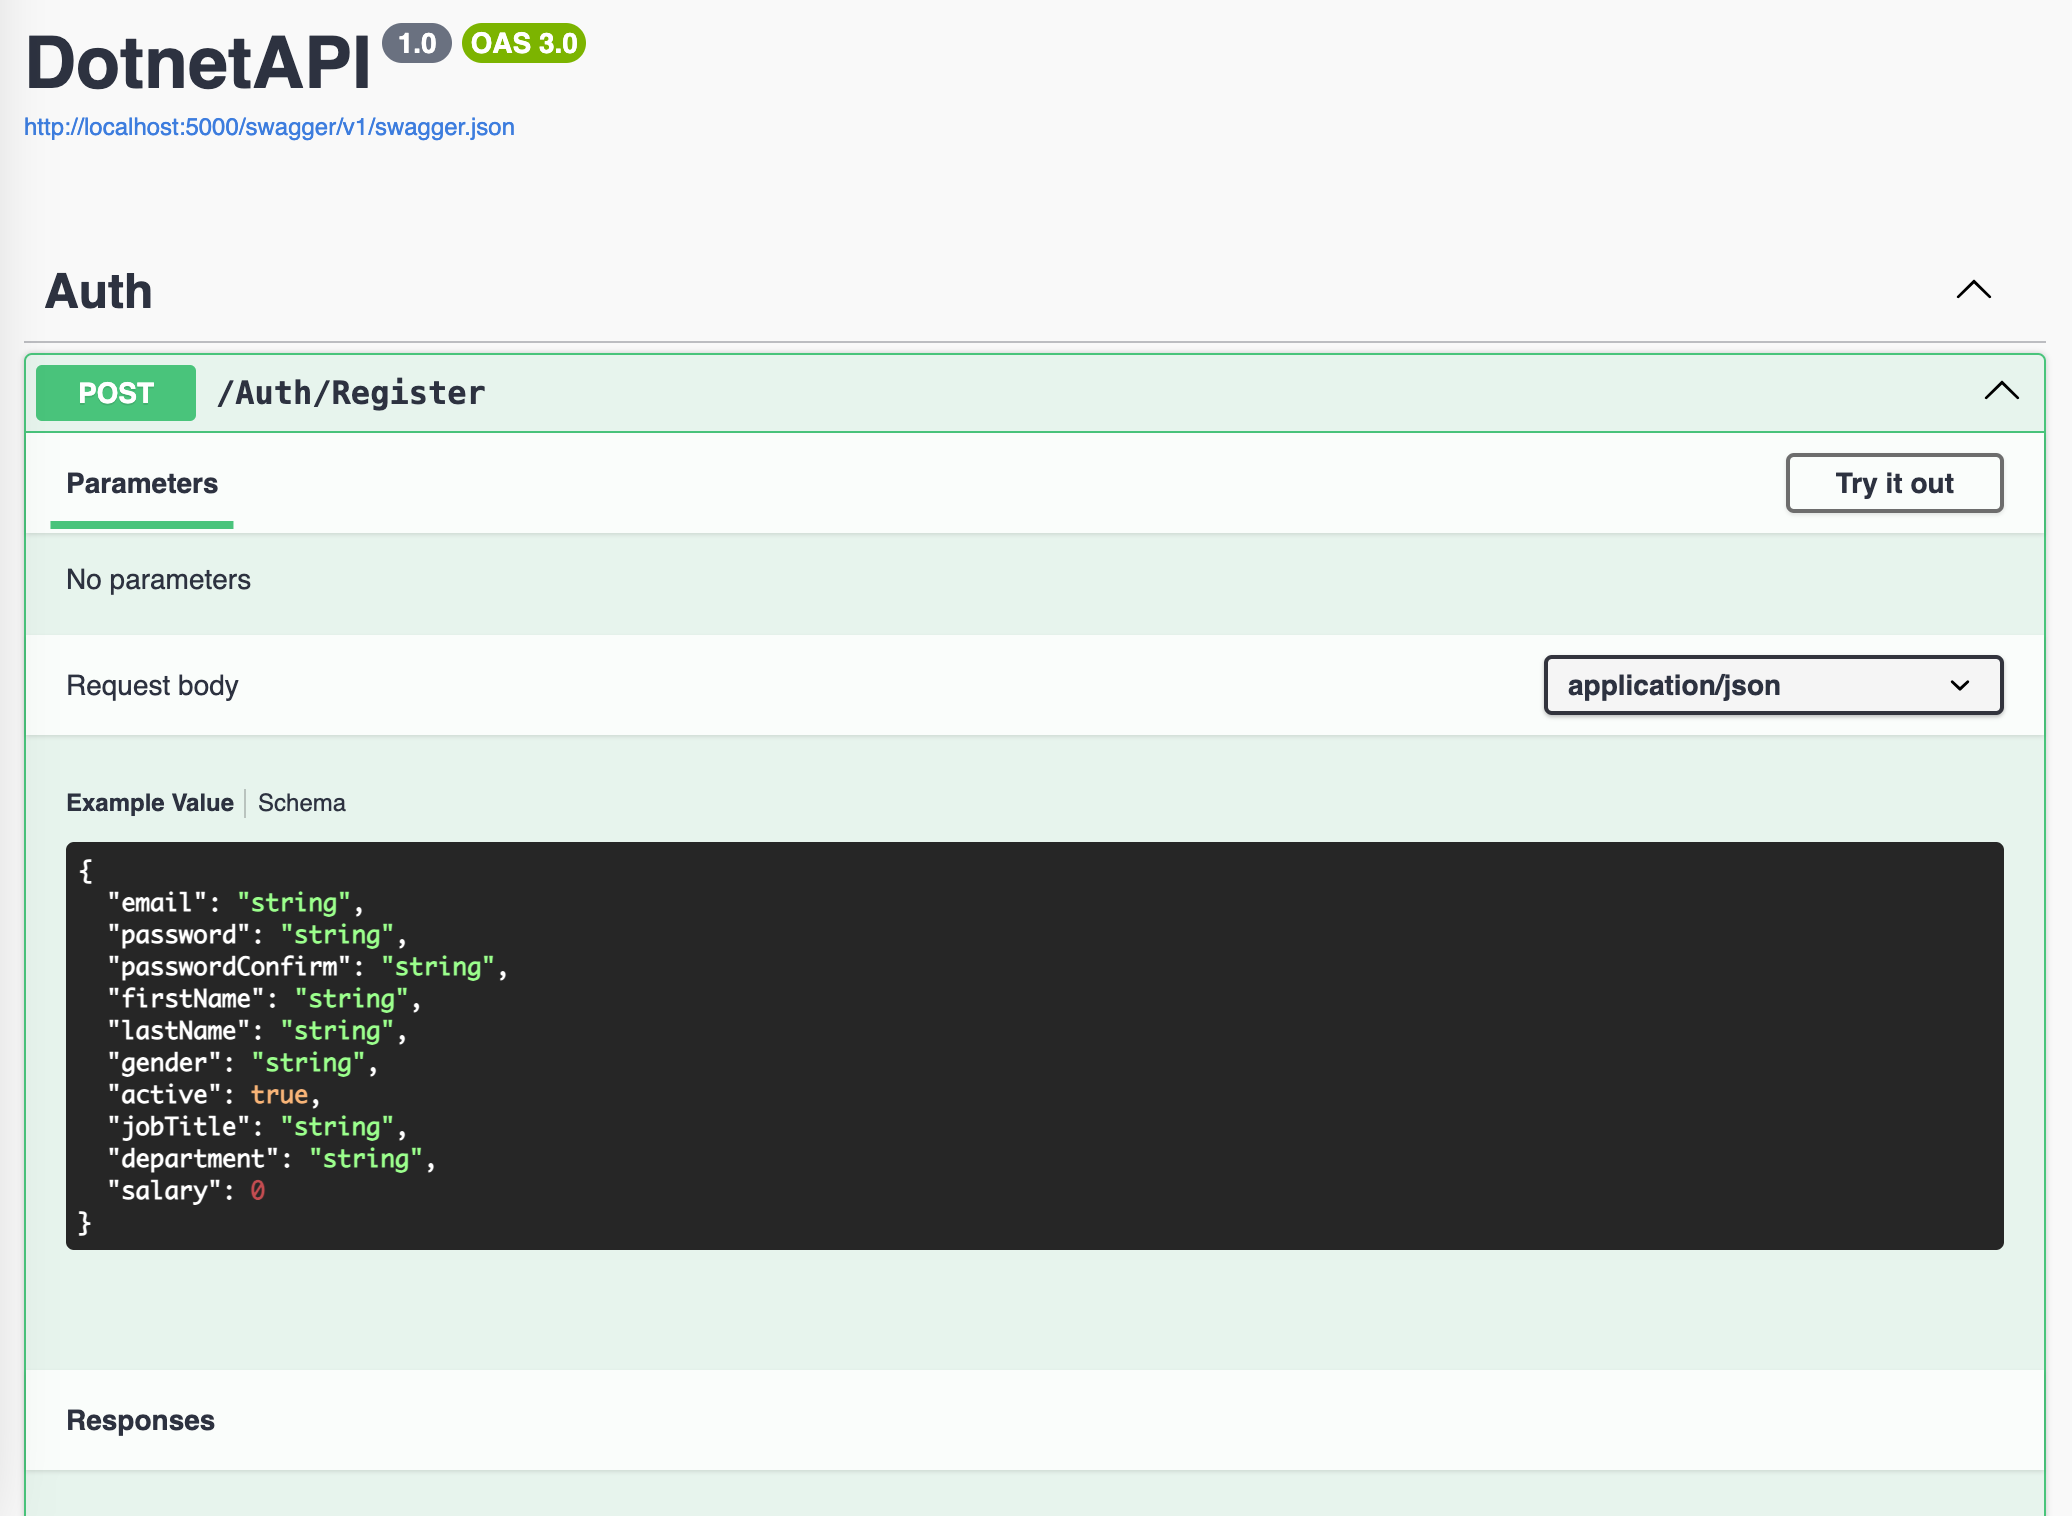 DotnetAPI 1.0 OAS 3.0
http://localhost:5000/swagger/v1/swagger.json
Auth
POST /Auth/Register
Parameters
Try it out
No parameters
Request body
application/json
Example Value | Schema
{
  "email": "string",
  "password": "string",
  "passwordConfirm": "string",
  "firstName": "string",
  "lastName": "string",
  "gender": "string",
  "active": true,
  "jobTitle": "string",
  "department": "string",
  "salary": 0
}
Responses